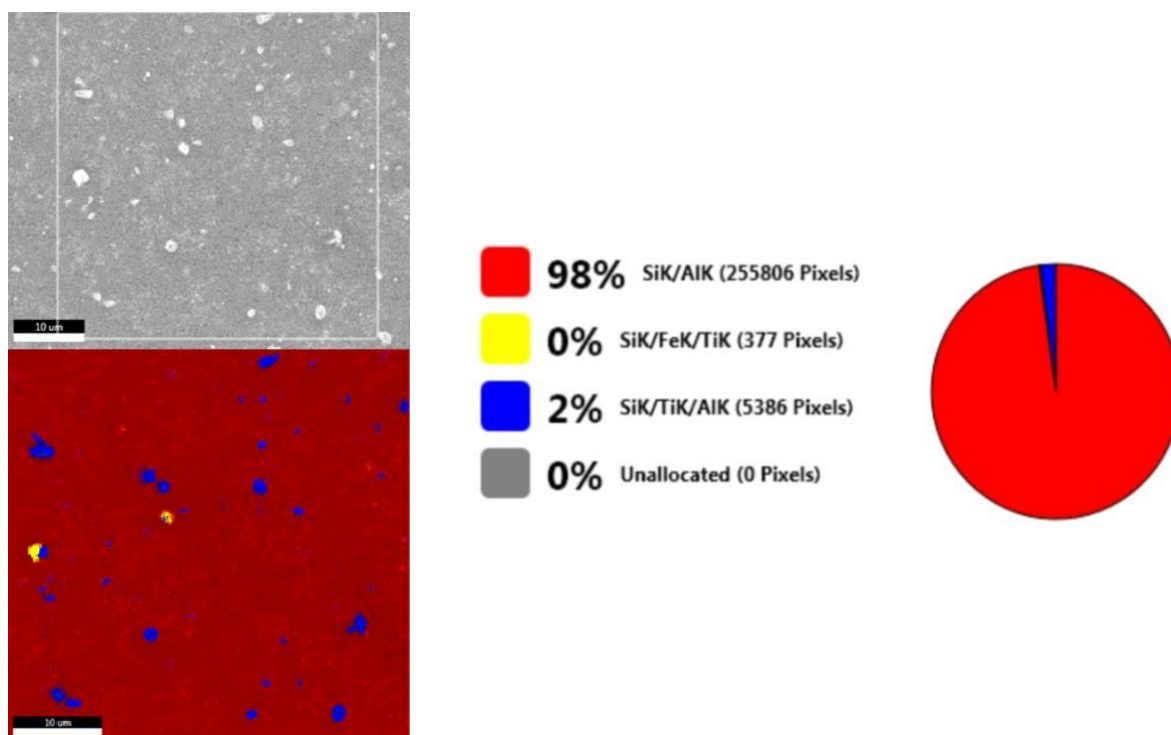 10 um
10 um
98% SiK/AlK (255806 Pixels)
0% SiK/FeK/TiK (377 Pixels)
2% SiK/TiK/AlK (5386 Pixels)
0% Unallocated (0 Pixels)